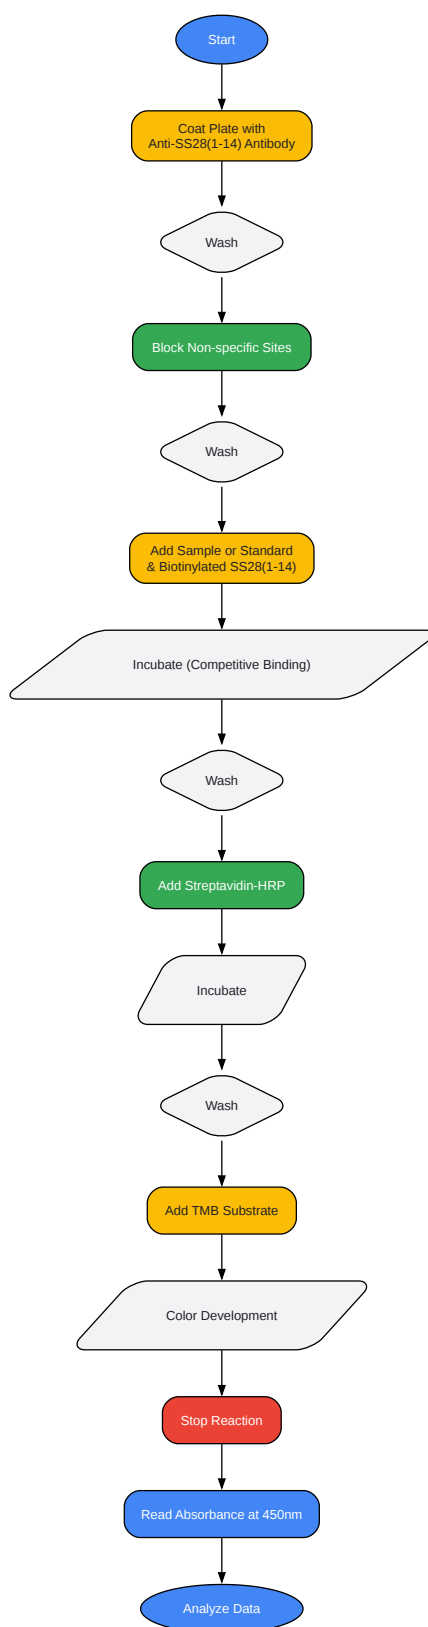 Start
Coat Plate with
Anti-SS28(1-14) Antibody
Wash
Block Non-specific Sites
Wash
Add Sample or Standard
& Biotinylated SS28(1-14)
Incubate (Competitive Binding)
Wash
Add Streptavidin-HRP
Incubate
Wash
Add TMB Substrate
Color Development
Stop Reaction
Read Absorbance at 450nm
Analyze Data